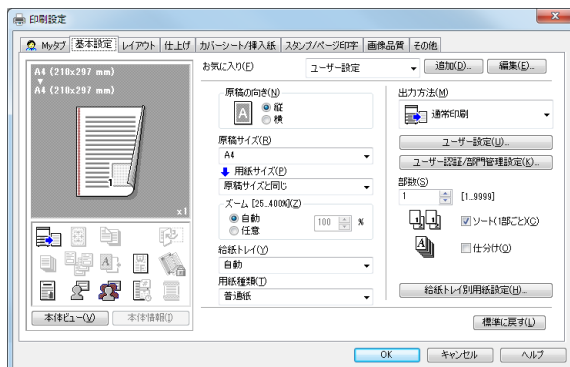 印刷設定
Myタブ 基本設定 レイアウト 仕上げ カバーシート/挿入紙 スタンプ/ページ印字 画像品質 その他
A4 (210x297 mm)
A4 (210x297 mm)
1
x1
本体ビュー(V) 本体情報(I)
お気に入り(F) ユーザー設定 追加(D)... 編集(E)...
原稿の向き(N)
A
縦
横
原稿サイズ(R)
A4
用紙サイズ(P)
原稿サイズと同じ
ズーム [25..400%](Z)
自動
任意
100 %
給紙トレイ(Y)
自動
用紙種類(T)
普通紙
出力方法(M)
通常印刷
ユーザー設定(U)...
ユーザー認証/部門管理設定(K)...
部数(S)
1 [1..9999]
ソート(1部ごと)(C)
仕分け(O)
給紙トレイ別用紙設定(H)...
標準に戻す(L)
OK キャンセル ヘルプ